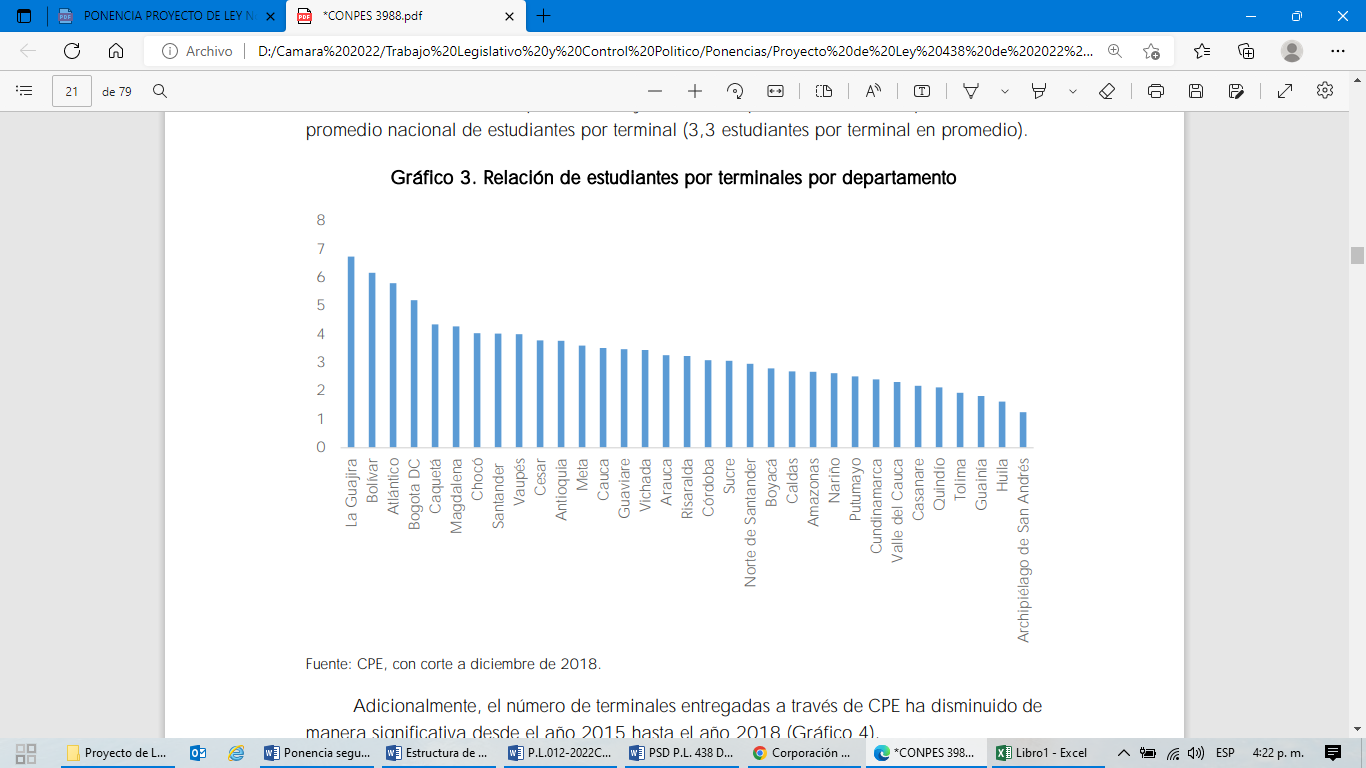 PONENCIA PROYECTO DE LEY N
*CONPES 3988.pdf
Archivo
D:/Camara%202022/Trabajo%20Legislativo%20y%20Control%20Politico/Ponencias/Proyecto%20de%20Ley%20438%20de%202022%2...
21
de 79
promedio nacional de estudiantes por terminal (3,3 estudiantes por terminal en promedio).
Gráfico 3. Relación de estudiantes por terminales por departamento
8
7
6
5
4
3
2
1
0
La Guajira
Bolívar
Atlántico
Bogota DC
Caquetá
Magdalena
Chocó
Santander
Vaupés
Cesar
Antioquia
Meta
Cauca
Guaviare
Vichada
Arauca
Risaralda
Córdoba
Sucre
Norte de Santander
Boyacá
Caldas
Amazonas
Nariño
Putumayo
Cundinamarca
Valle del Cauca
Casanare
Quindío
Tolima
Guainía
Huila
Archipiélago de San Andrés
Fuente: CPE, con corte a diciembre de 2018.
Adicionalmente, el número de terminales entregadas a través de CPE ha disminuido de
manera significativa desde el año 2015 hasta el año 2018 (Gráfico 4).
Proyecto de L...
Ponencia segu...
Estructura de ...
P.L.012-2022C...
PSD P.L. 438 D...
Corporación ...
*CONPES 398...
Libro1 - Excel
ESP
4:22 p. m.